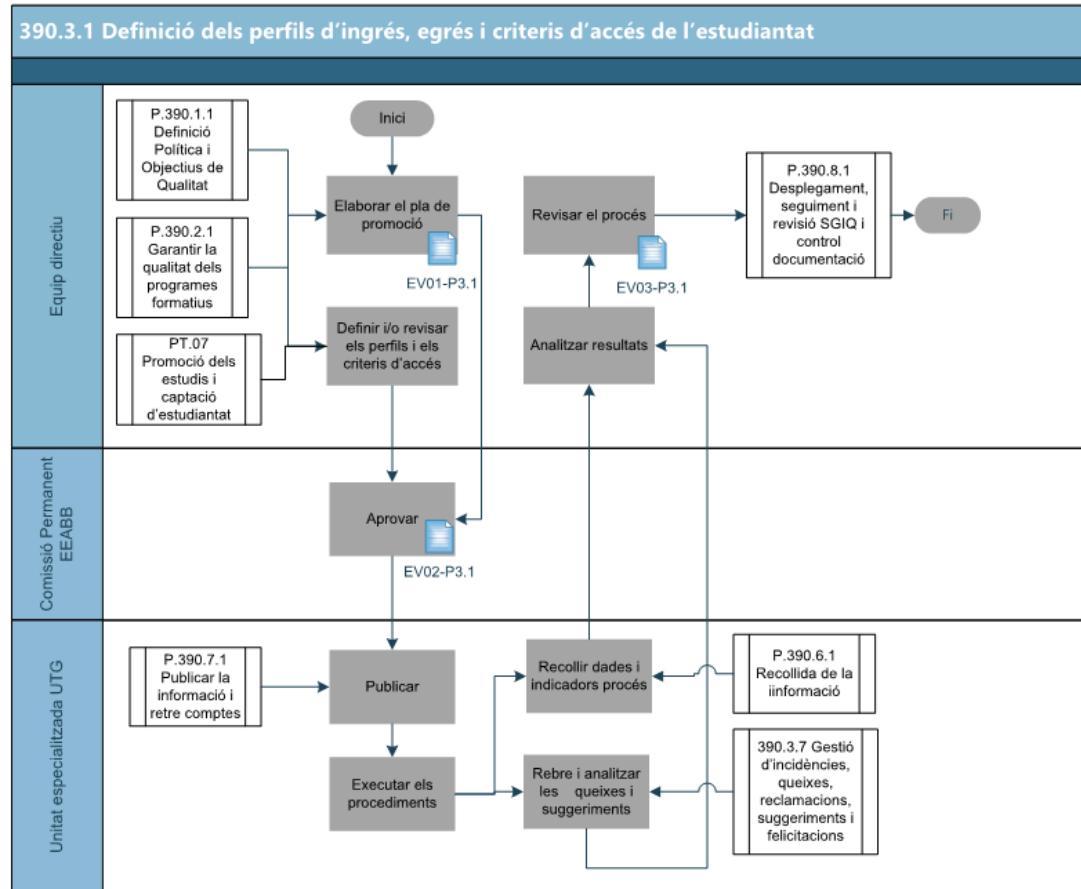 390.3.1 Definició dels perfils d'ingrés, egrés i criteris d'accés de l'estudiantat
Equip directiu
P.390.1.1
Definició
Política i
Objectius de
Qualitat
Inici
Elaborar el pla de
promoció
EV01-P3.1
P.390.2.1
Garantir la
qualitat dels
programes
formatius
PT.07
Promoció dels
estudis i
captació
d'estudiantat
Definir i/o revisar
els perfils i els
criteris d'accés
Revisar el procés
EV03-P3.1
Analitzar resultats
P.390.8.1
Desplegament,
seguiment i
revisió SGIQ i
control
documentació
Fi
Comissió Permanent
EEABB
Aprovar
EV02-P3.1
Unitat especialitzada UTG
P.390.7.1
Publicar la
informació i
retre comptes
Publicar
Executar els
procediments
Recollir dades i
indicadors procés
Rebre i analitzar
les queixes i
suggeriments
P.390.6.1
Recollida de la
iinformació
390.3.7 Gestió
d'incidències,
queixes,
reclamacions,
suggeriments i
felicitacions